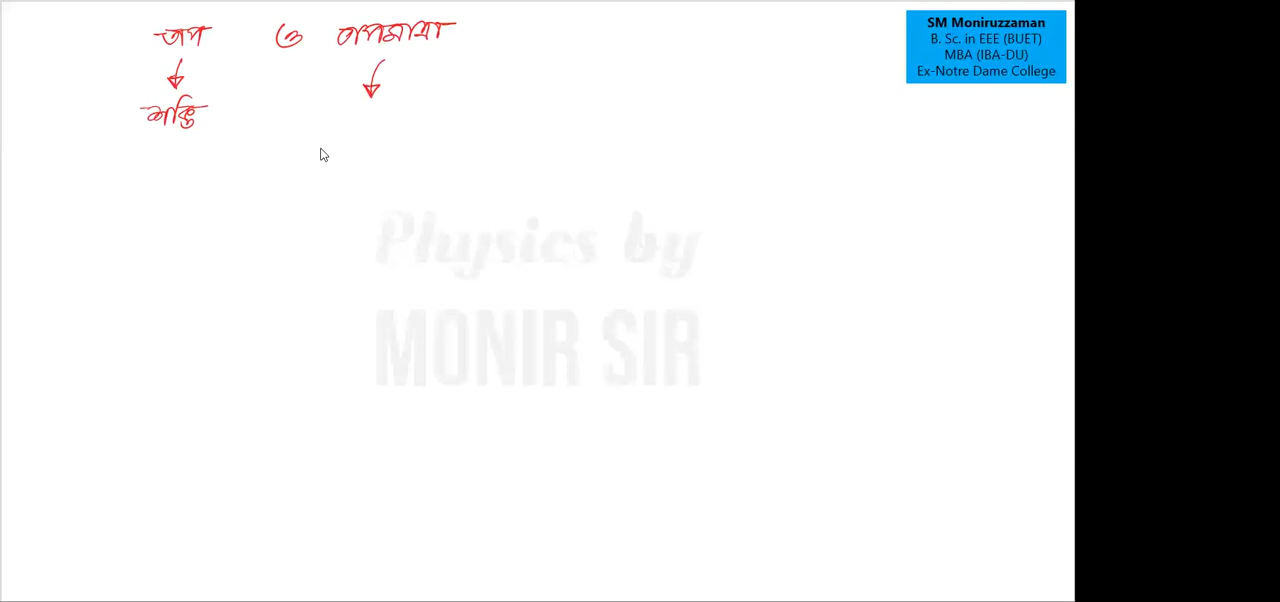 তাপ ও তাপমাত্রা
শক্তি
SM Moniruzzaman
B. Sc. in EEE (BUET)
MBA (IBA-DU)
Ex-Notre Dame College
Physics by
MONIR SIR